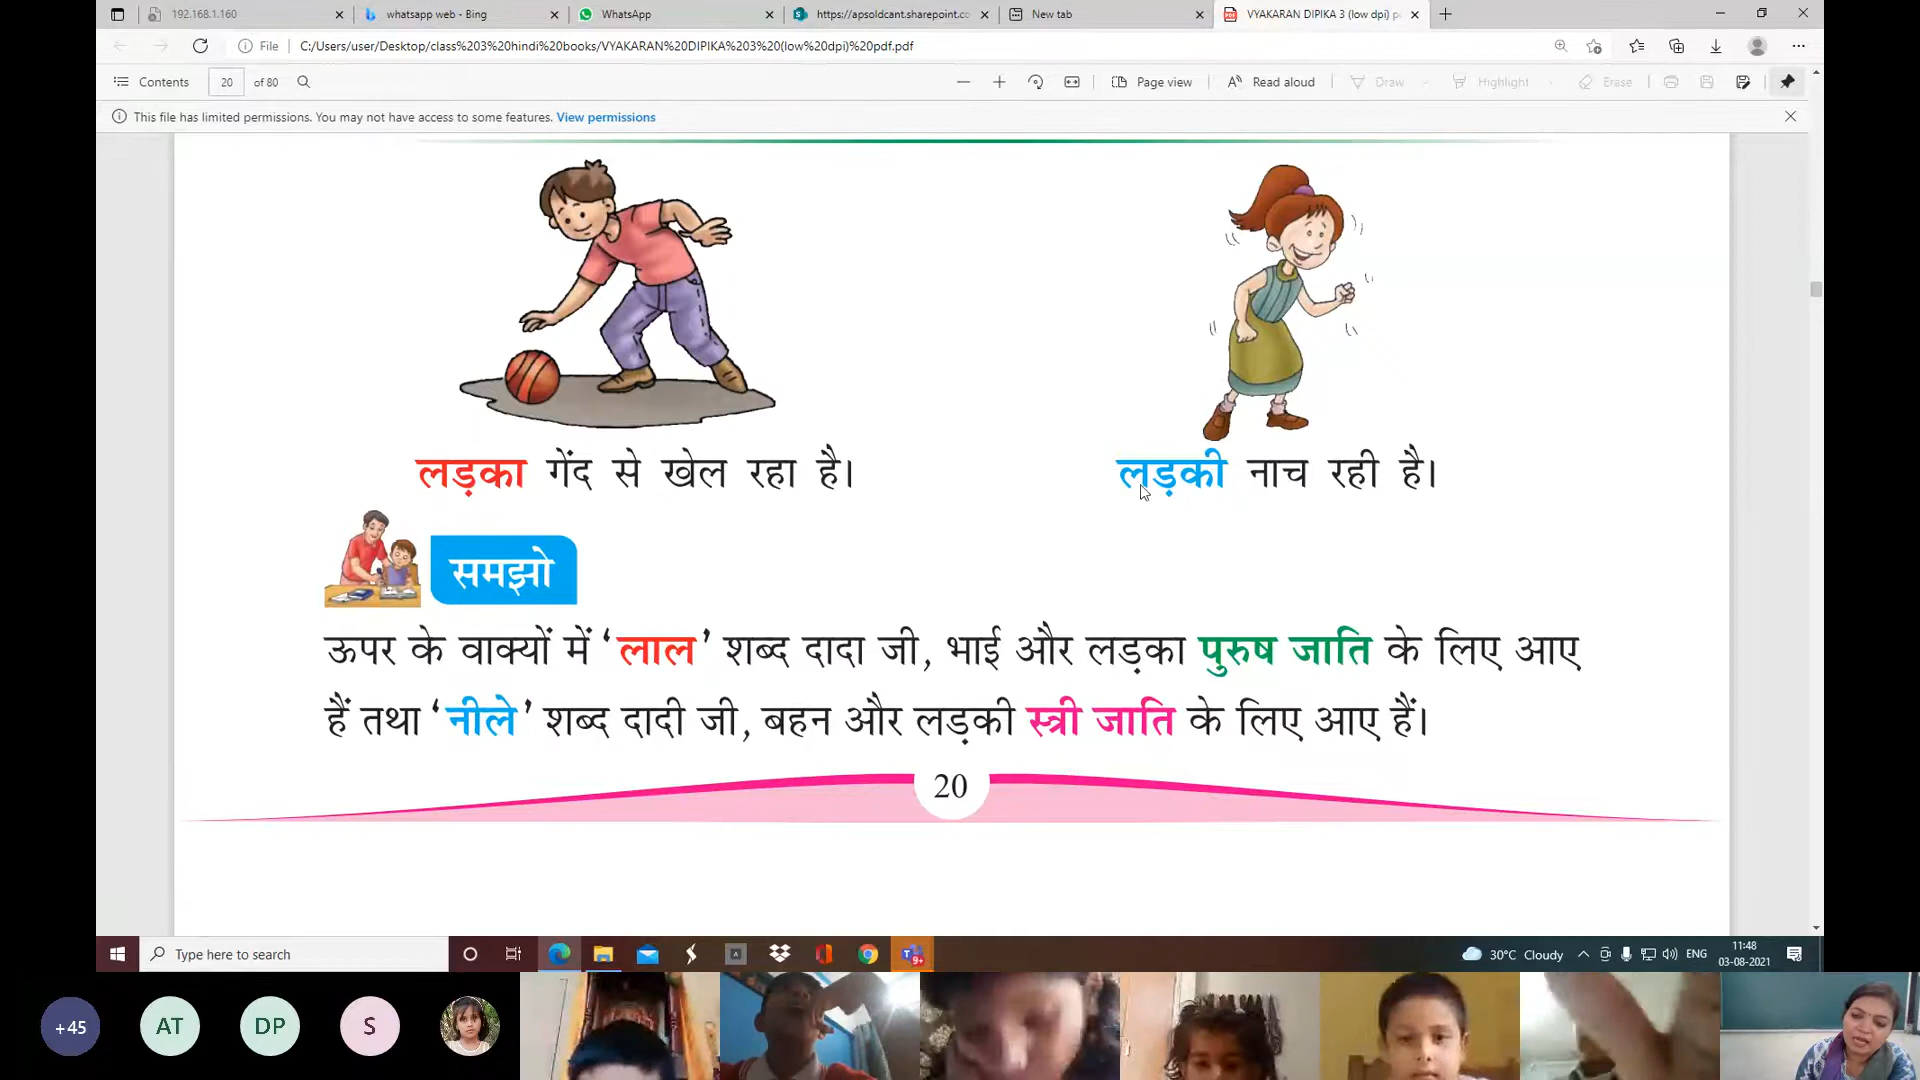 192.168.1.160
whatsapp web - Bing
WhatsApp
https://apsoldcant.sharepoint.co
New tab
VYAKARAN DIPIKA 3 (low dpi) p
File
C:/Users/user/Desktop/class%203%20hindi%20books/VYAKARAN%20DIPIKA%203%20(low%20dpi)%20pdf.pdf
Contents
20
of 80
Page view
Read aloud
Draw
Highlight
Erase
This file has limited permissions. You may not have access to some features. View permissions
लड़का गेंद से खेल रहा है।
लड़की नाच रही है।
समझो
ऊपर के वाक्यों में ‘लाल’ शब्द दादा जी, भाई और लड़का पुरुष जाति के लिए आए
हैं तथा ‘नीले’ शब्द दादी जी, बहन और लड़की स्त्री जाति के लिए आए हैं।
20
Type here to search
9+
30°C Cloudy
ENG
11:48
03-08-2021
+45
AT
DP
S